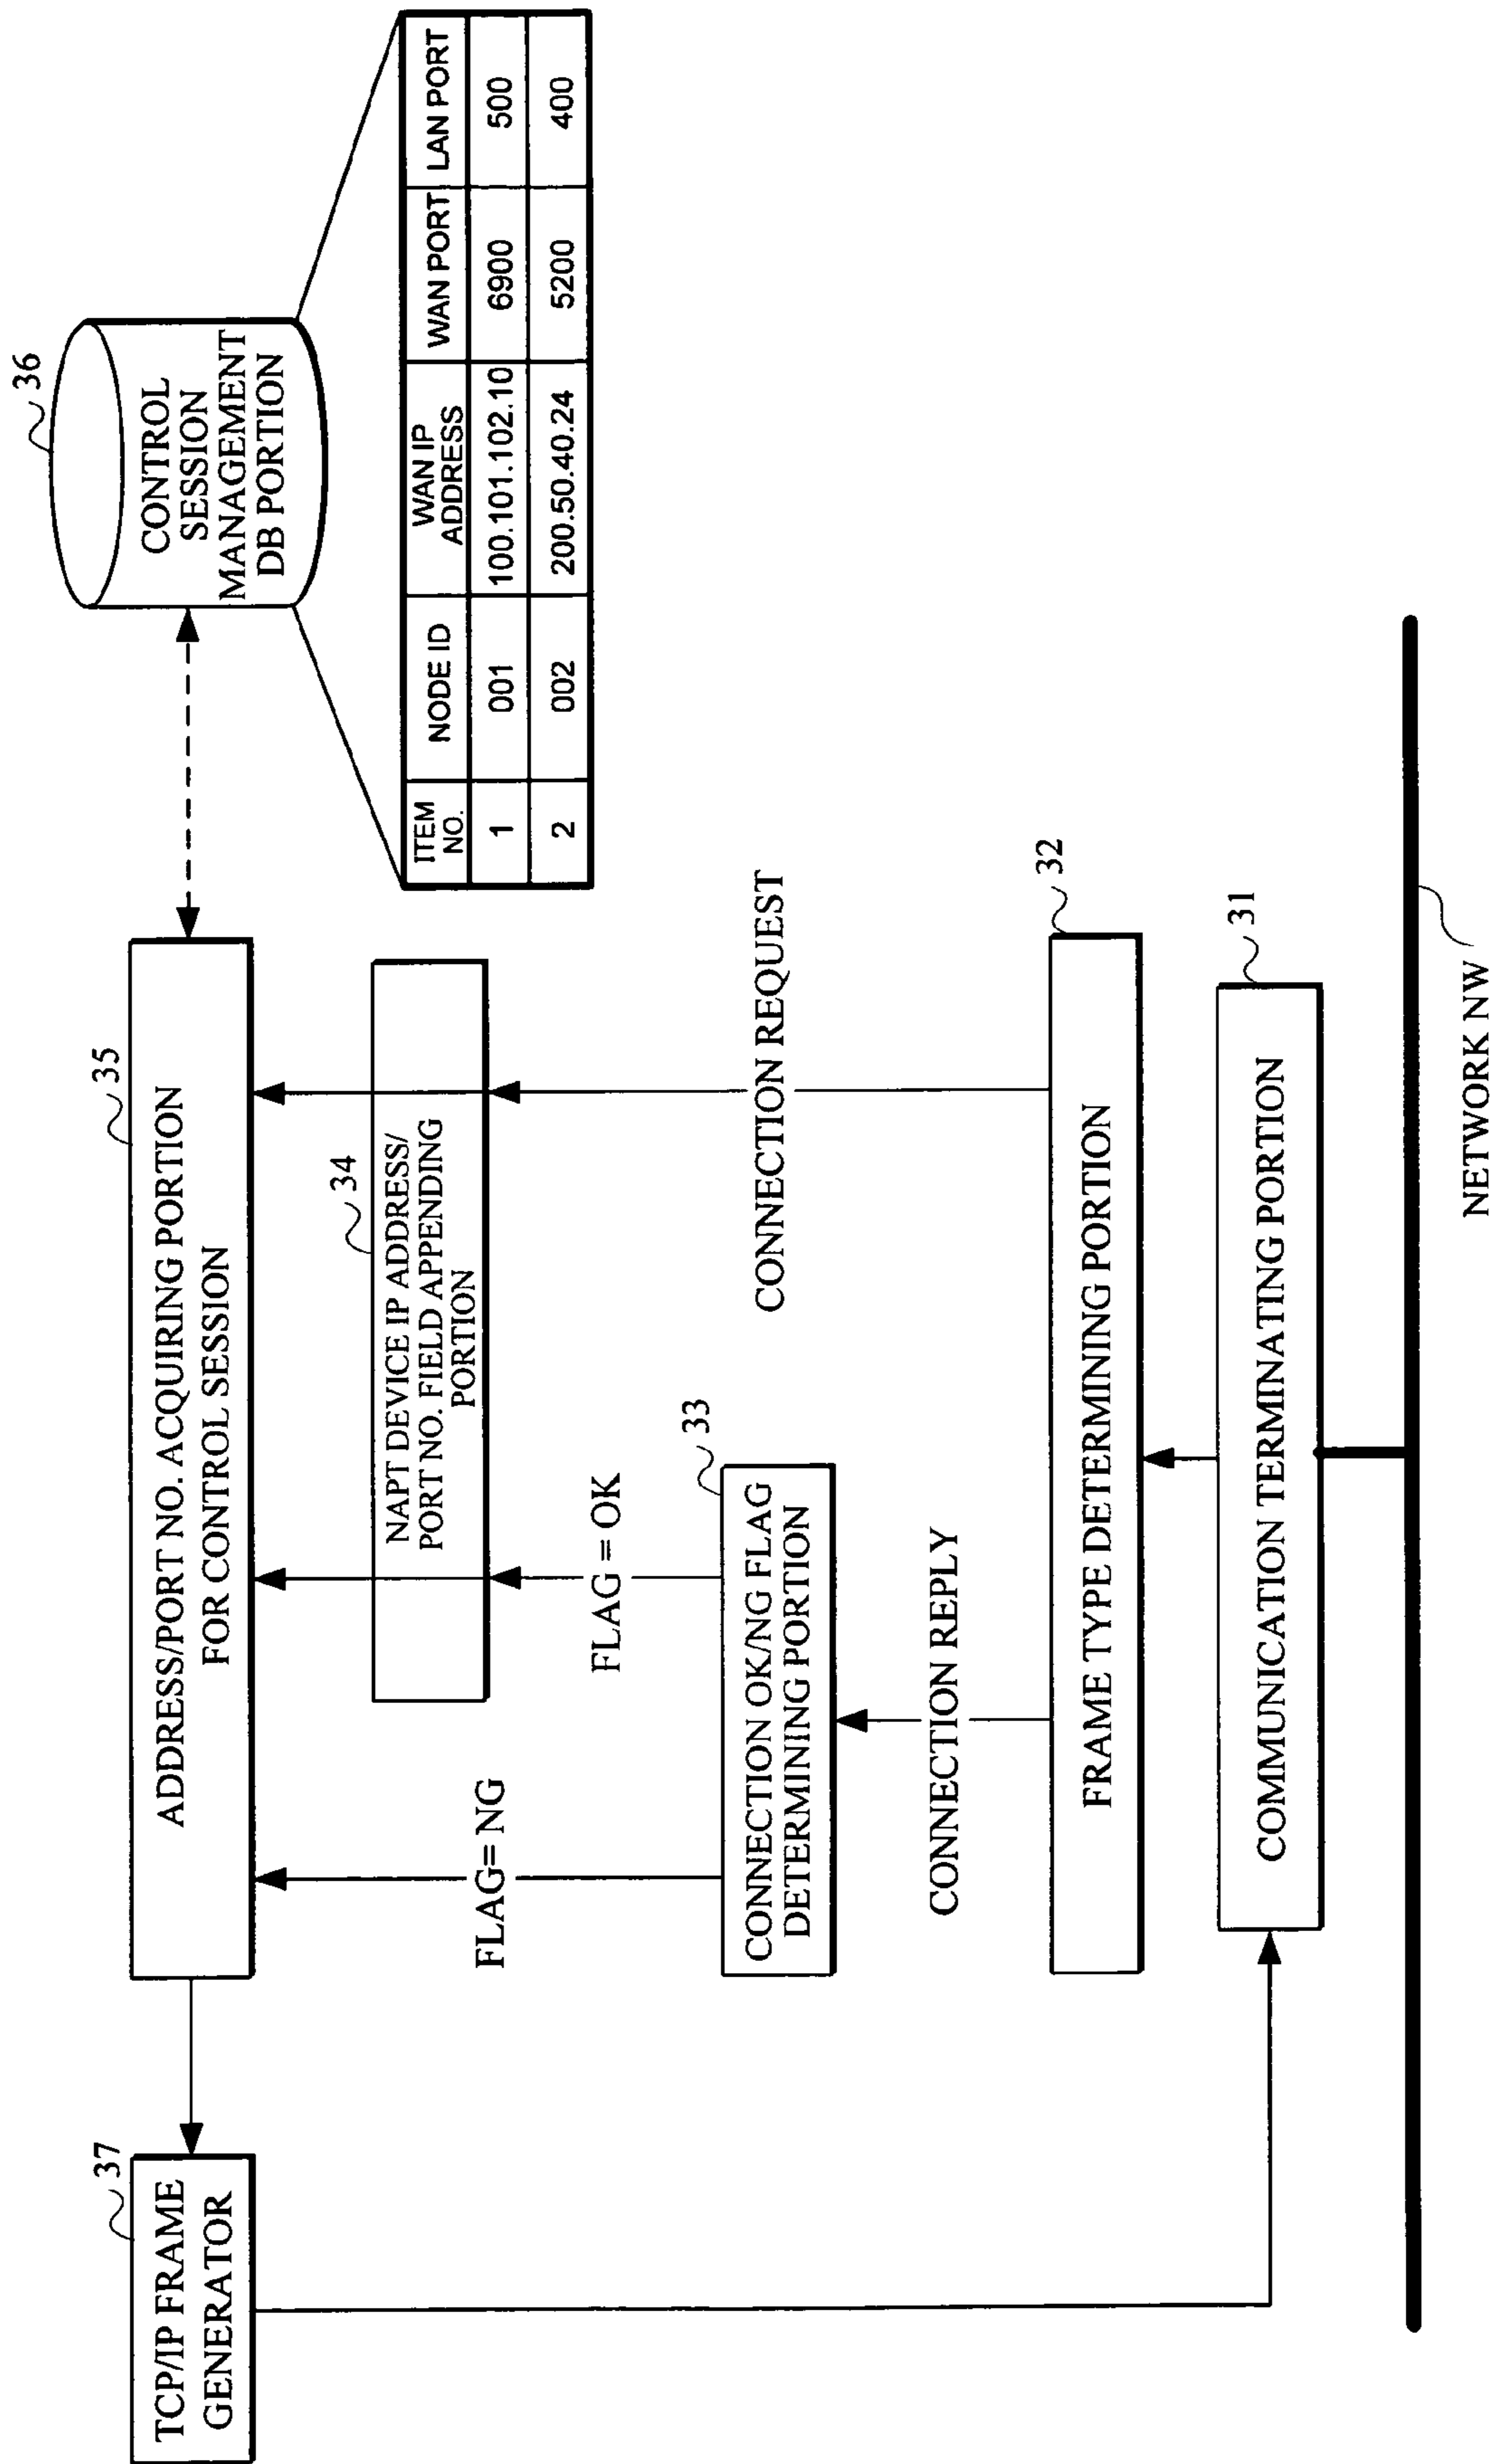 37
TCP/IP FRAME
GENERATOR
35
ADDRESS/PORT NO. ACQUIRING PORTION
FOR CONTROL SESSION
36
CONTROL
SESSION
MANAGEMENT
DB PORTION
ITEM NO. NODE ID WAN IP ADDRESS WAN PORT LAN PORT
1 001 100.101.102.10 6900 500
2 002 200.50.40.24 5200 400
34
NAPT DEVICE IP ADDRESS/
PORT NO. FIELD APPENDING
PORTION
FLAG= NG
FLAG = OK
33
CONNECTION OK/NG FLAG
DETERMINING PORTION
CONNECTION REQUEST
CONNECTION REPLY
32
FRAME TYPE DETERMINING PORTION
31
COMMUNICATION TERMINATING PORTION
NETWORK NW